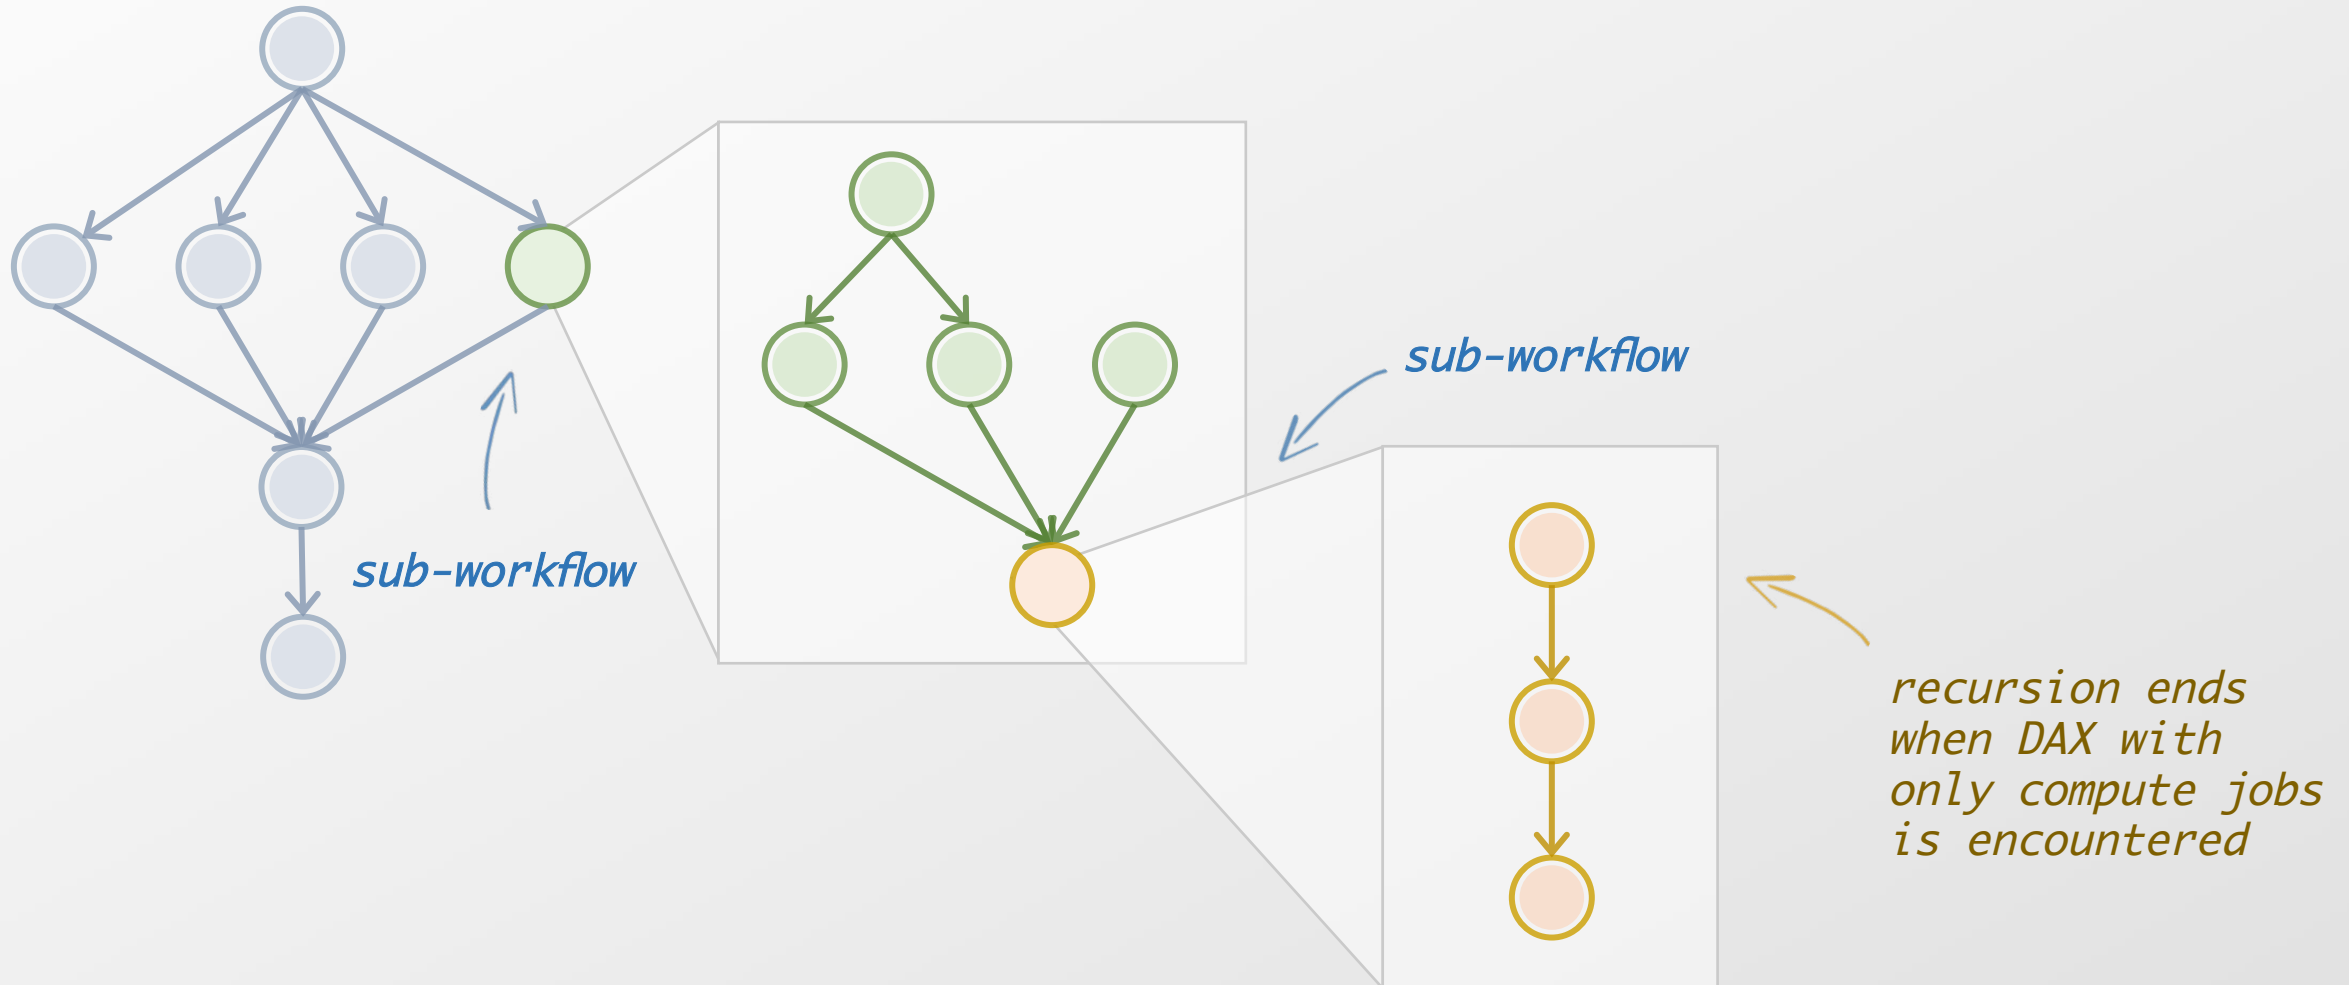 sub-workflow
sub-workflow
recursion ends
when DAX with
only compute jobs
is encountered